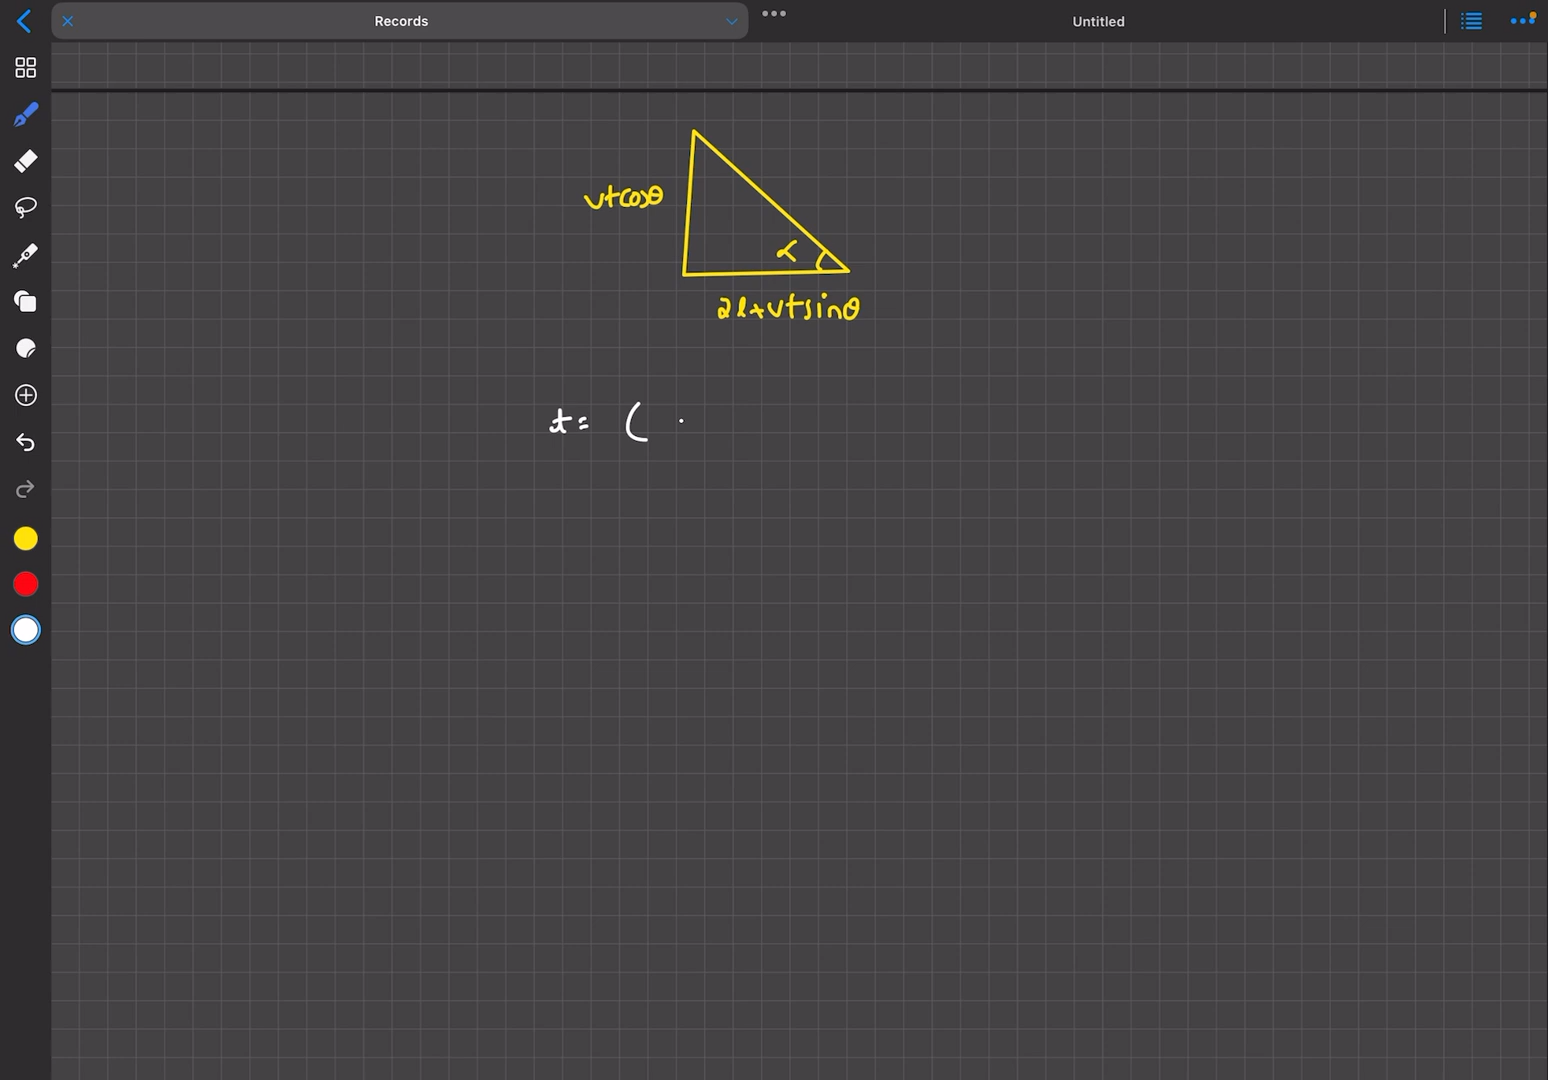 Records
Untitled
vtcosθ
α
2l+vtsinθ
t= ( .